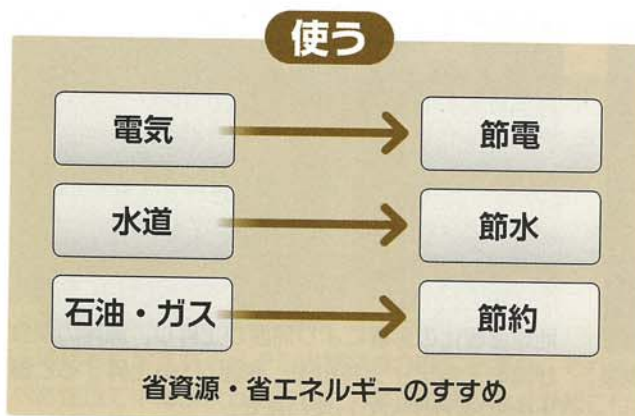 使う
電気 節電
水道 節水
石油・ガス 節約
省資源・省エネルギーのすすめ